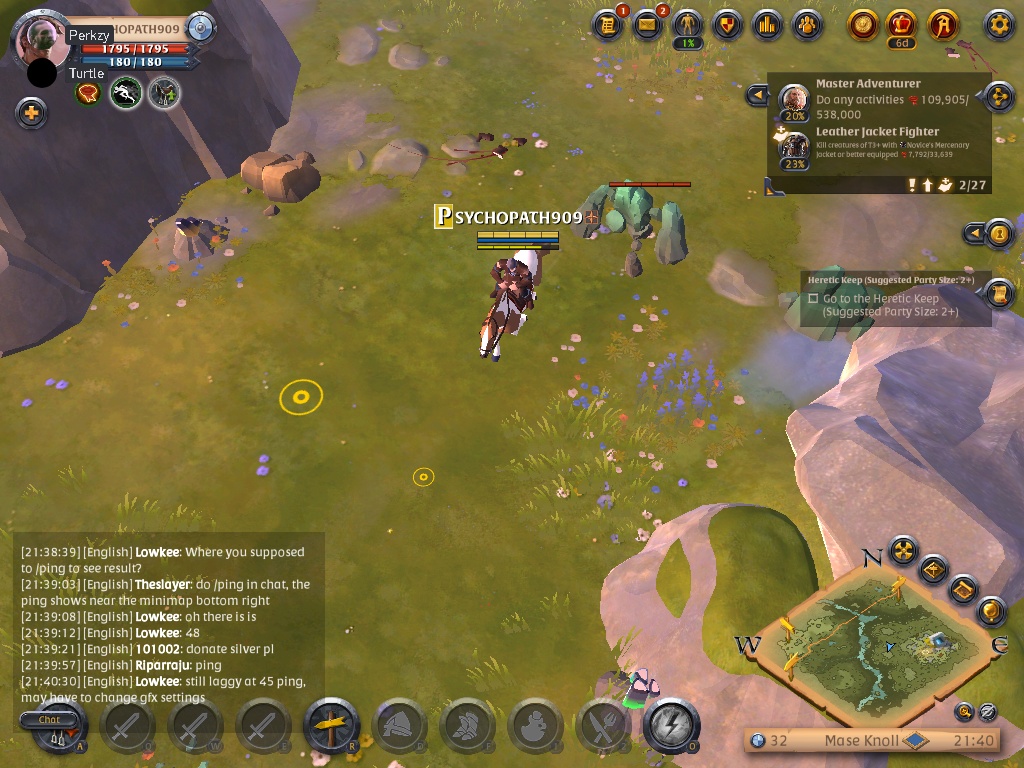 Perkzy
HOPATH909
1795 / 1795
180 / 180
Turtle
1
2
1%
6d
Master Adventurer
Do any activities 109,905/
538,000
20%
Leather Jacket Fighter
Kill creatures of T3+ with Novice's Mercenary
Jacket or better equipped 7,792/33,639
23%
2/27
PSYCHOPATH909
Heretic Keep (Suggested Party Size: 2+)
Go to the Heretic Keep
(Suggested Party Size: 2+)
[21:38:39] [English] Lowkee: Where you supposed
to /ping to see result?
[21:39:03] [English] Theslayer: do /ping in chat, the
ping shows near the minimap bottom right
[21:39:08] [English] Lowkee: oh there is is
[21:39:12] [English] Lowkee: 48
[21:39:21] [English] 101002: donate silver pl
[21:39:57] [English] Riparraju: ping
[21:40:30] [English] Lowkee: still laggy at 45 ping,
may have to change gfx settings
Chat
A
Q
W
E
R
D
F
O
N
W
E
32
Mase Knoll
21:40